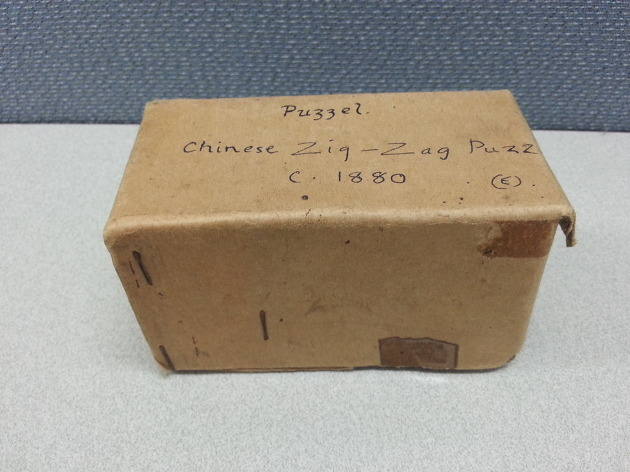 Puzzel.
Chinese Zig-Zag Puzz
C. 1880 (E).